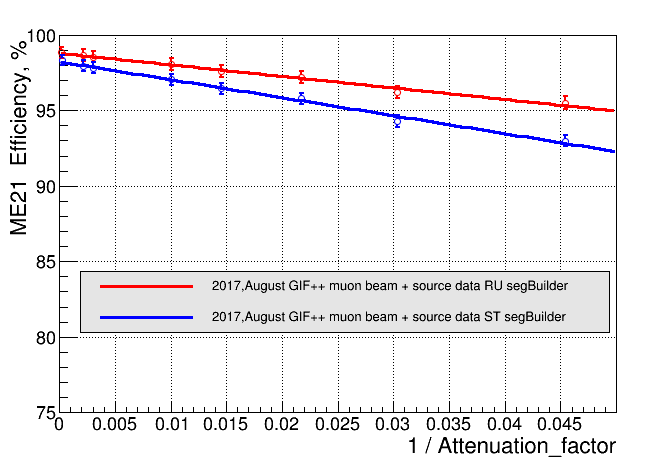 100
95
90
85
80
75
ME21 Efficiency, %
2017,August GIF++ muon beam + source data RU segBuilder
2017,August GIF++ muon beam + source data ST segBuilder
0 0.005 0.01 0.015 0.02 0.025 0.03 0.035 0.04 0.045
1 / Attenuation_factor